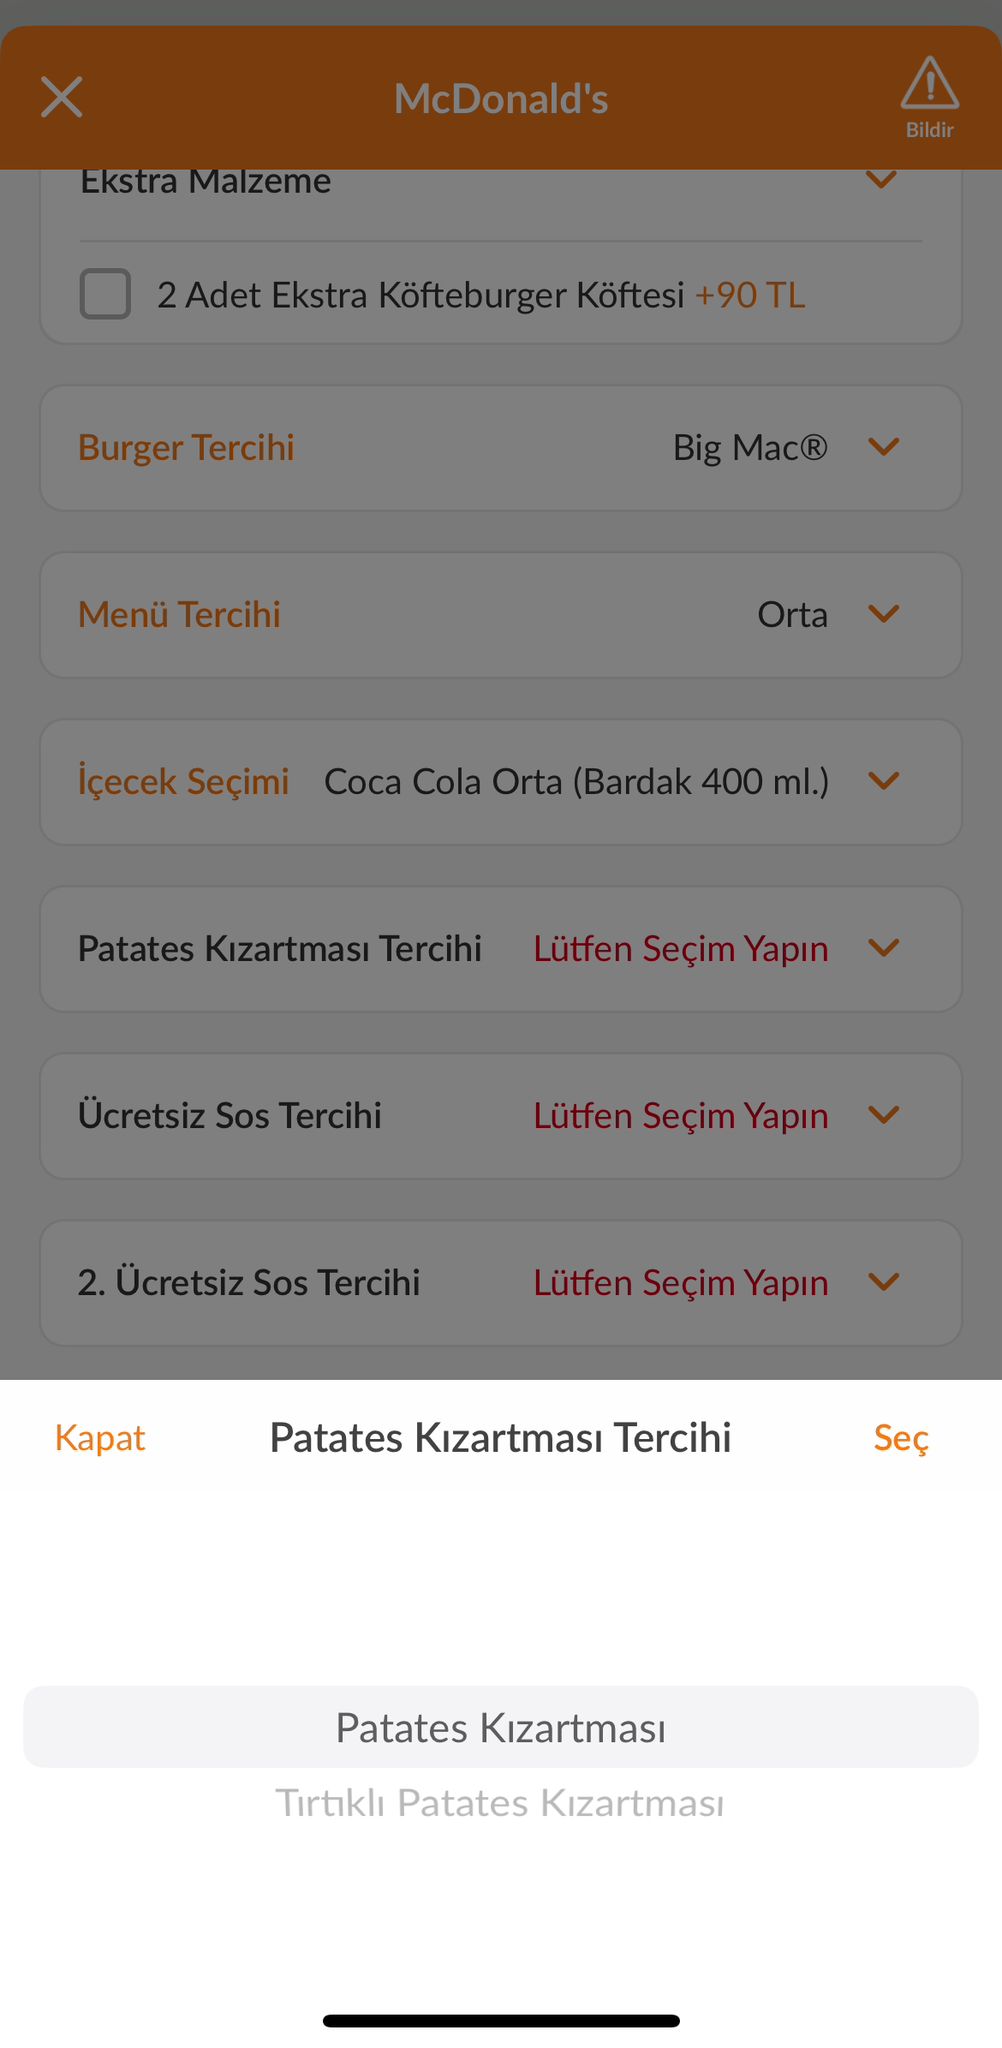 McDonald's
Bildir
Ekstra Malzeme
2 Adet Ekstra Köfteburger Köftesi +90 TL
Burger Tercihi Big Mac®
Menü Tercihi Orta
İçecek Seçimi Coca Cola Orta (Bardak 400 ml.)
Patates Kızartması Tercihi Lütfen Seçim Yapın
Ücretsiz Sos Tercihi Lütfen Seçim Yapın
2. Ücretsiz Sos Tercihi Lütfen Seçim Yapın
Kapat Patates Kızartması Tercihi Seç
Patates Kızartması
Tırtıklı Patates Kızartması